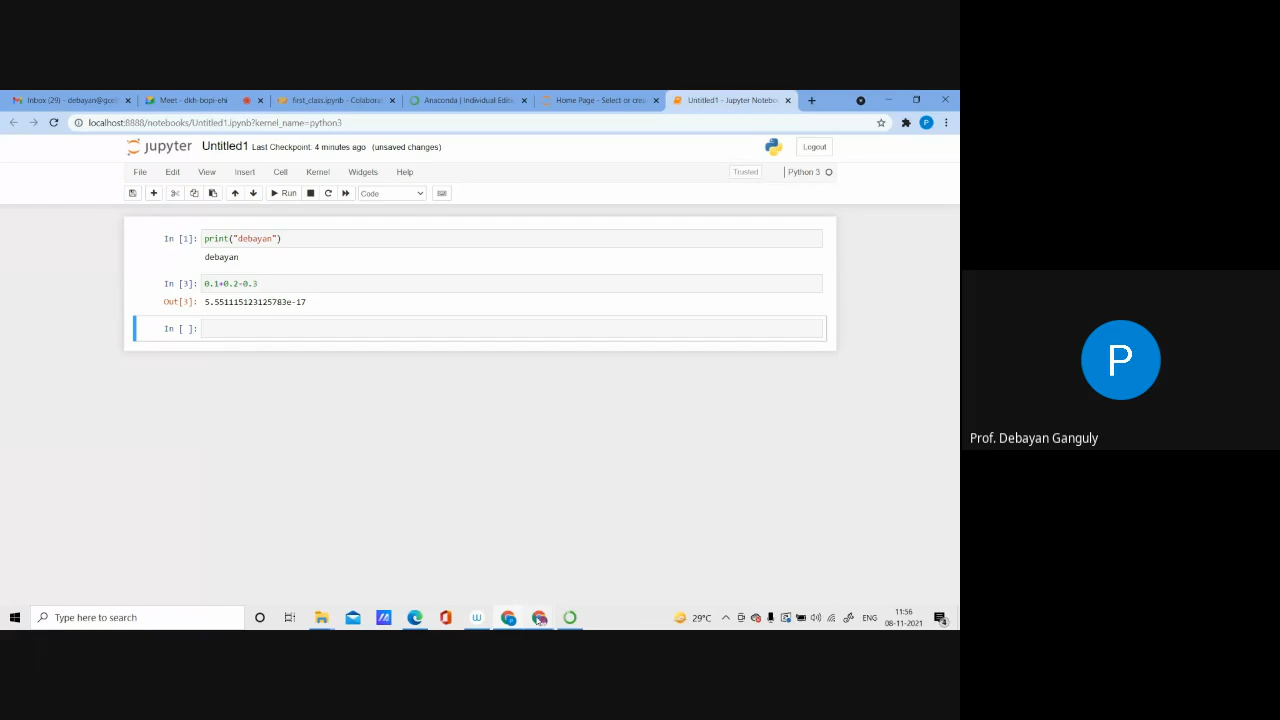 Inbox (29) - debayan@gcel
Meet - dkh-bopi-ehi
first_class.ipynb - Colaborat
Anaconda | Individual Editi
Home Page - Select or crea
Untitled1 - Jupyter Notebo
localhost:8888/notebooks/Untitled1.ipynb?kernel_name=python3
P
jupyter Untitled1 Last Checkpoint: 4 minutes ago (unsaved changes)
Logout
File Edit View Insert Cell Kernel Widgets Help
Trusted
Python 3
Run
Code
In [1]: print("debayan")
debayan
In [3]: 0.1+0.2-0.3
Out[3]: 5.551115123125783e-17
In [ ]:
P
Prof. Debayan Ganguly
Type here to search
29°C
ENG
11:56
08-11-2021
4